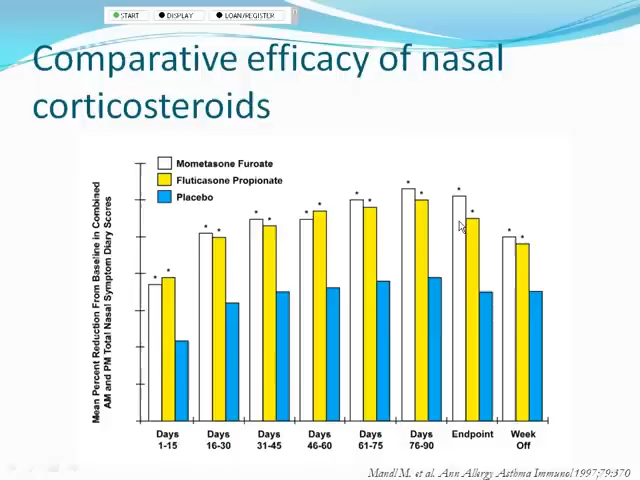 START DISPLAY LOAN/REGISTER
Comparative efficacy of nasal
corticosteroids
Mometasone Furoate
Fluticasone Propionate
Placebo
Mean Percent Reduction From Baseline in Combined
AM and PM Total Nasal Symptom Diary Scores
* * * * * * * * * * * * * * * *
Days Days Days Days Days Days Endpoint Week
1-15 16-30 31-45 46-60 61-75 76-90 Off
Mandl M. et al. Ann Allergy Asthma Immunol 1997;79:370